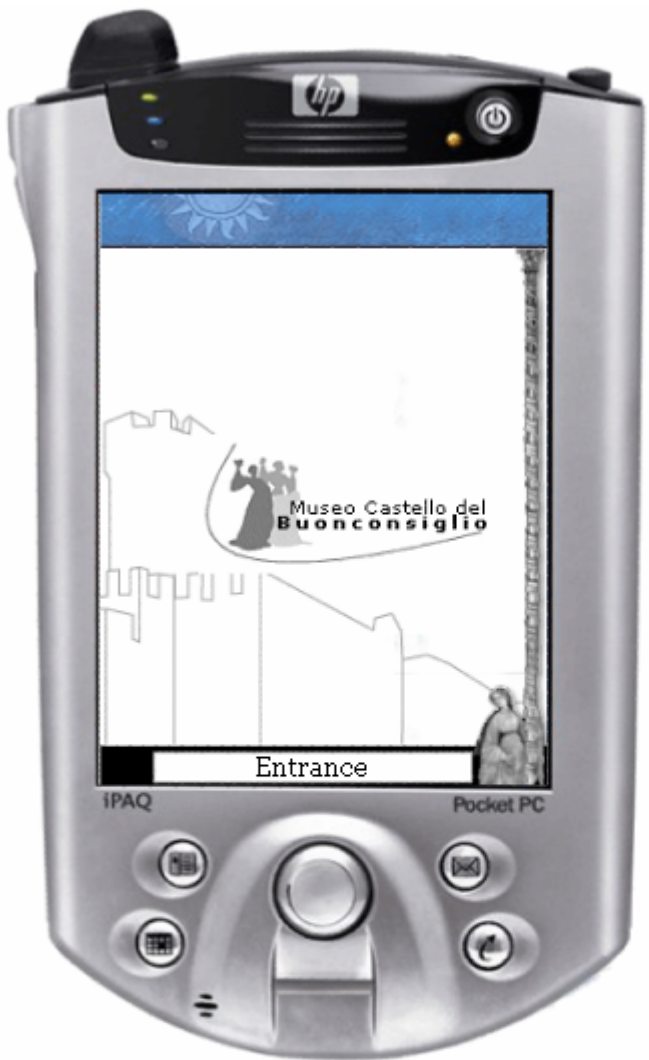 hp
Museo Castello del
Buonconsiglio
Entrance
iPAQ
Pocket PC